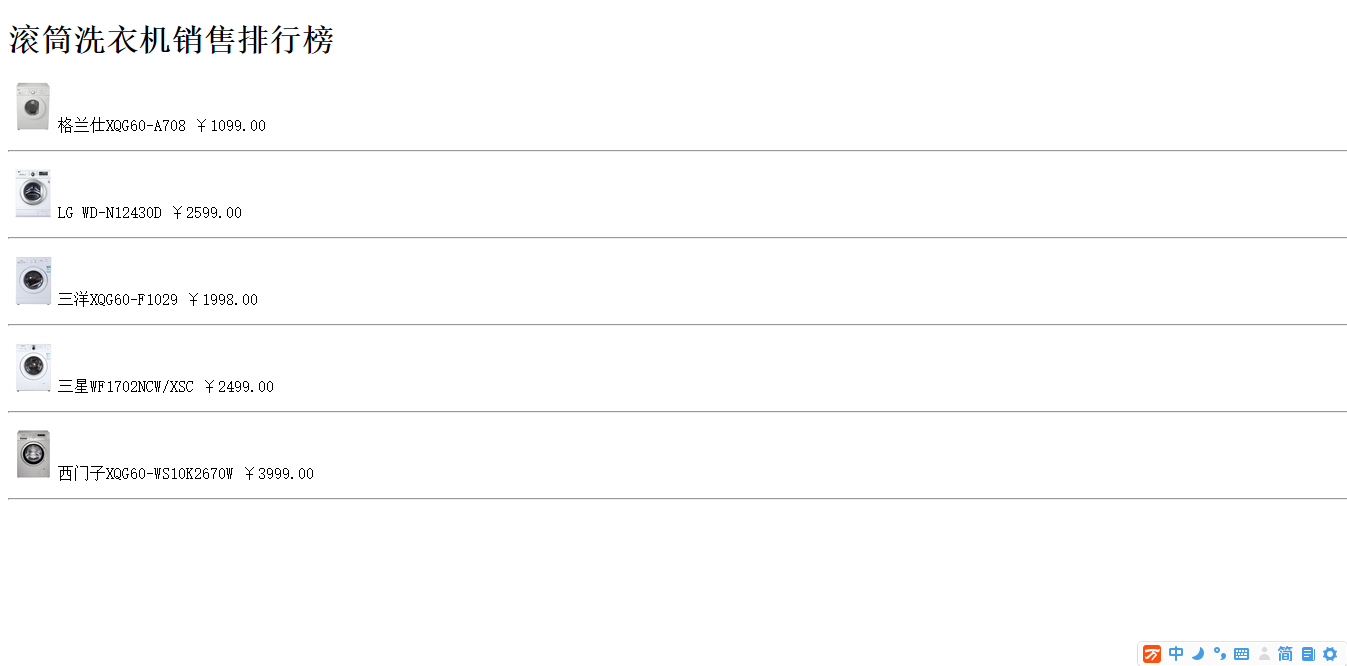 滚筒洗衣机销售排行榜
格兰仕XQG60-A708 ￥1099.00
LG WD-N12430D ￥2599.00
三洋XQG60-F1029 ￥1998.00
三星WF1702NCW/XSC ￥2499.00
西门子XQG60-WS10K2670W ￥3999.00
中 简